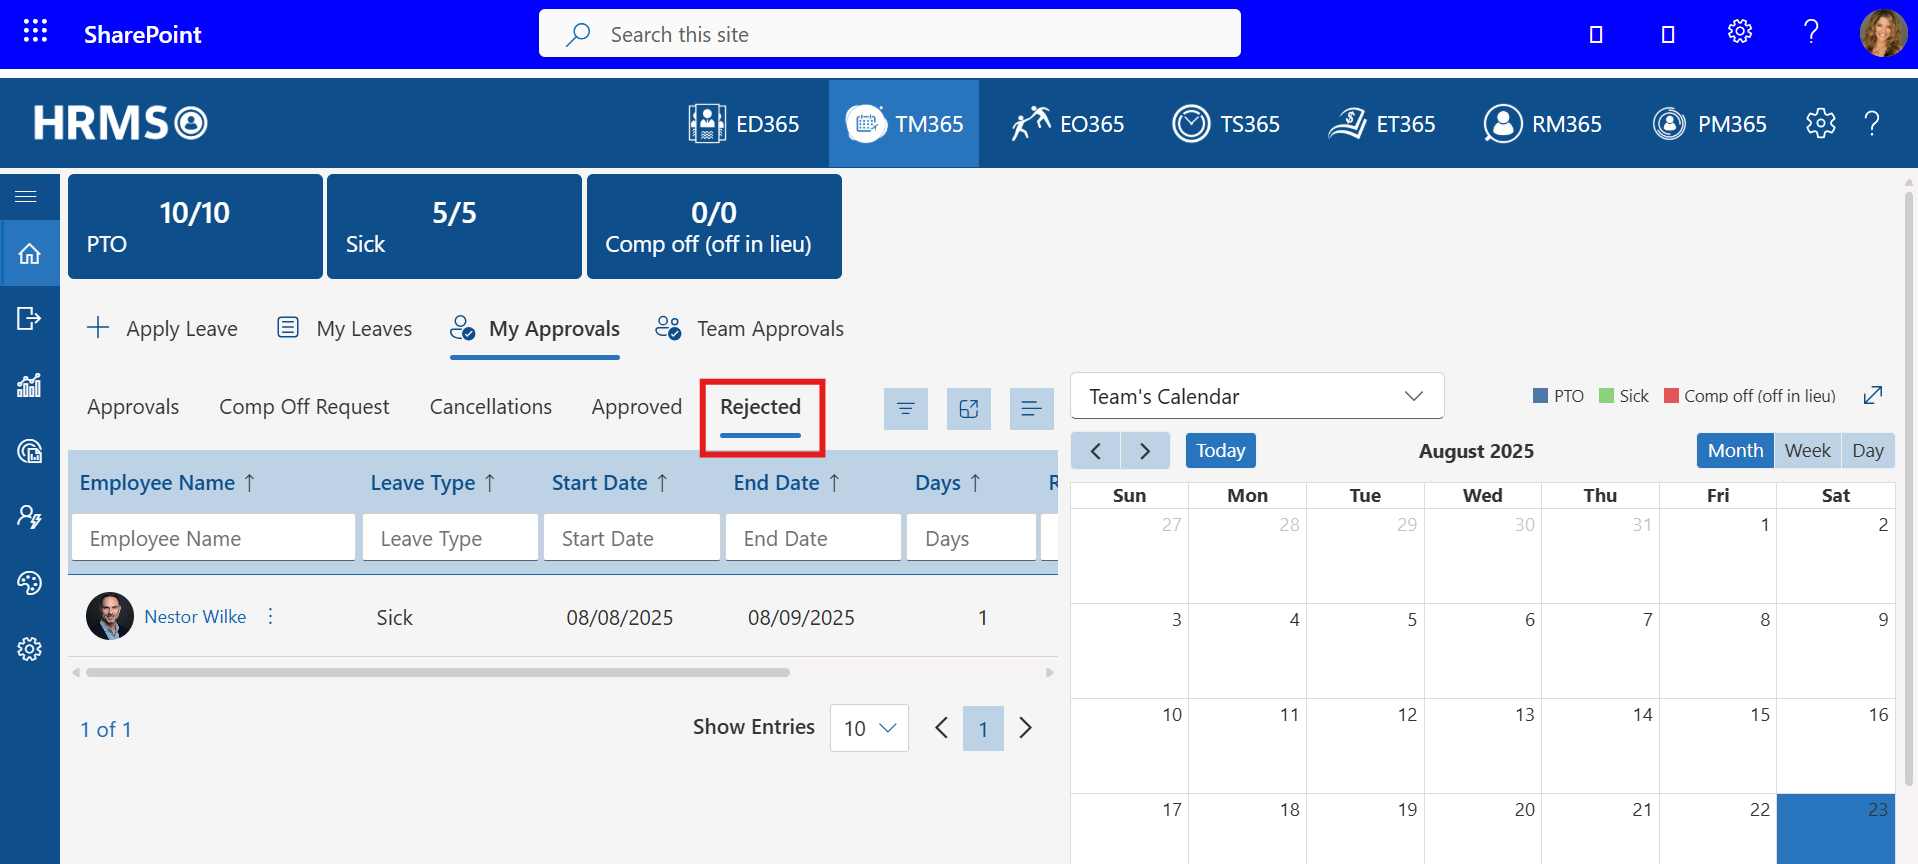 SharePoint
Search this site
HRMS
ED365
TM365
EO365
TS365
ET365
RM365
PM365
10/10
PTO
5/5
Sick
0/0
Comp off (off in lieu)
Apply Leave
My Leaves
My Approvals
Team Approvals
Approvals
Comp Off Request
Cancellations
Approved
Rejected
Team's Calendar
PTO
Sick
Comp off (off in lieu)
Today
August 2025
Month
Week
Day
Employee Name ↑
Leave Type ↑
Start Date ↑
End Date ↑
Days ↑
R
Employee Name
Leave Type
Start Date
End Date
Days
Nestor Wilke
Sick
08/08/2025
08/09/2025
1
1 of 1
Show Entries
10
1
Sun Mon Tue Wed Thu Fri Sat
27 28 29 30 31 1 2
3 4 5 6 7 8 9
10 11 12 13 14 15 16
17 18 19 20 21 22 23